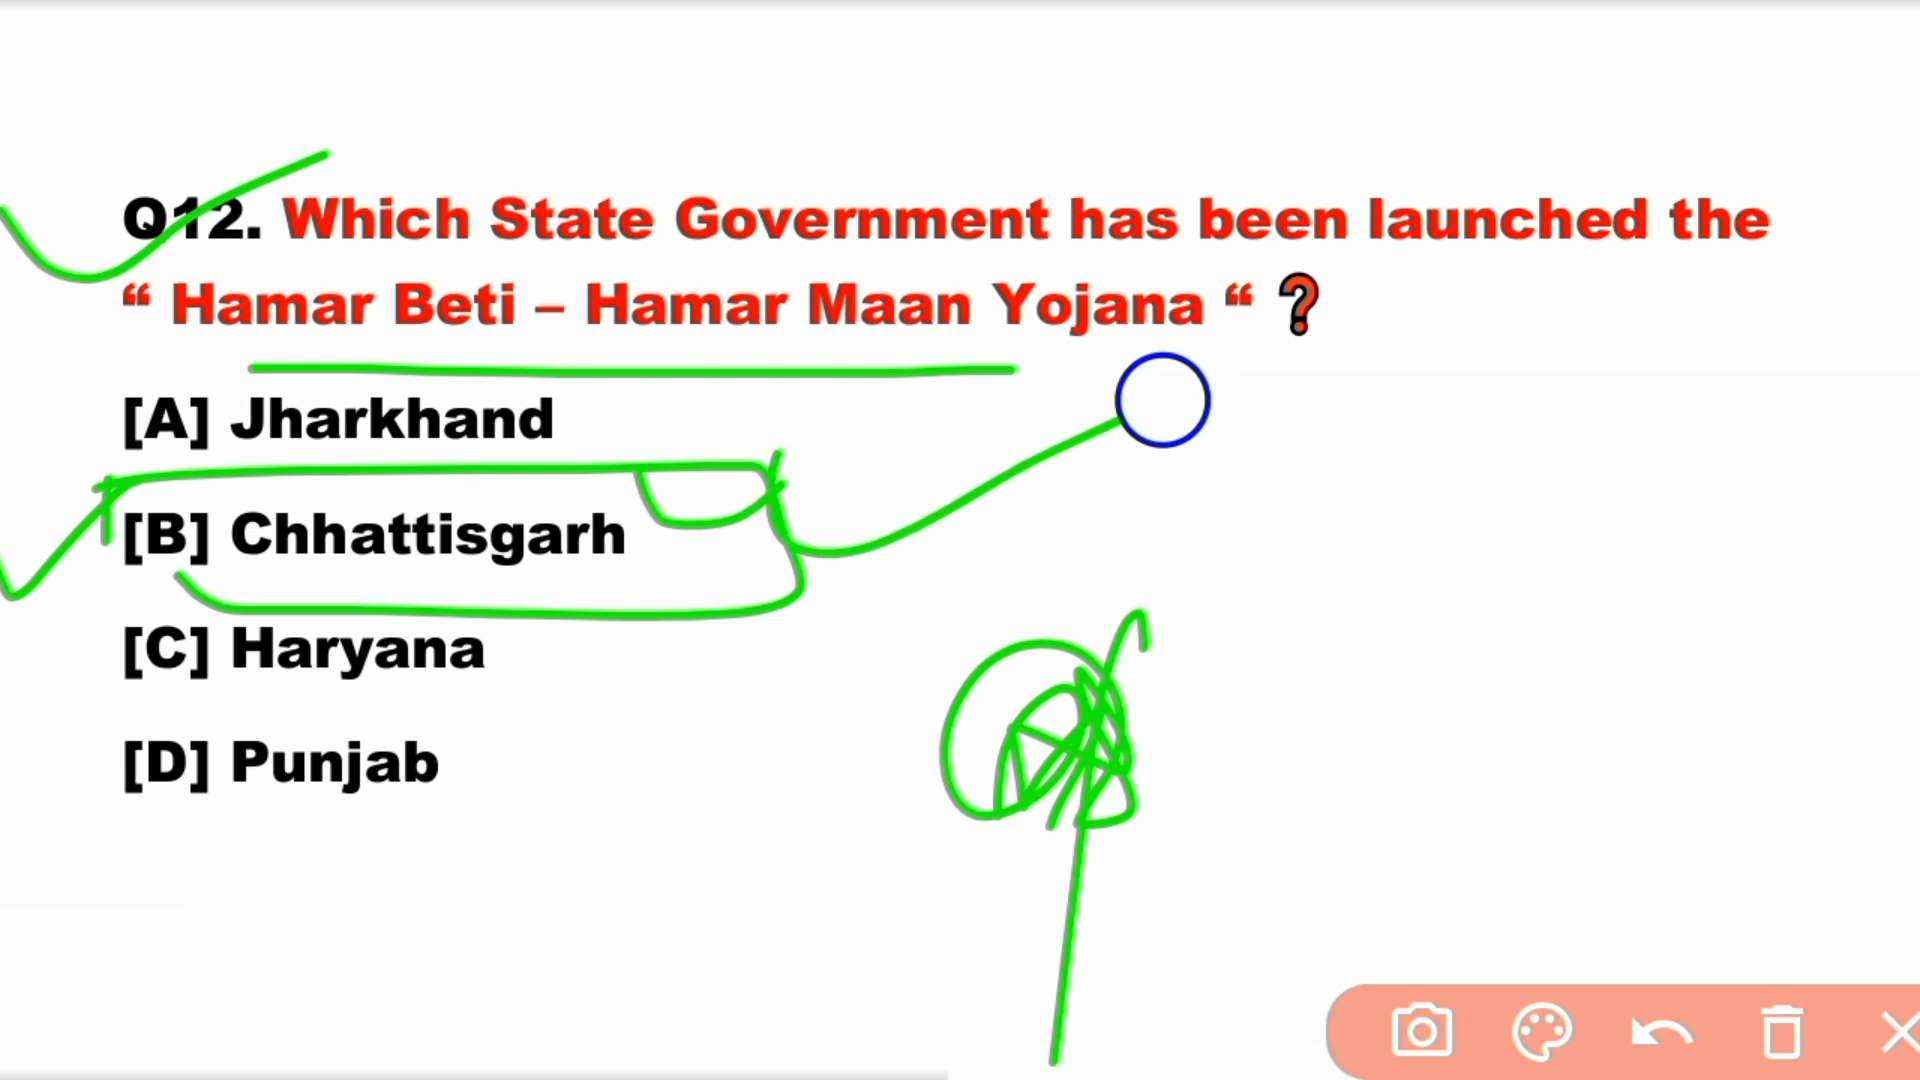 Q12. Which State Government has been launched the
“ Hamar Beti – Hamar Maan Yojana “ ?
[A] Jharkhand
[B] Chhattisgarh
[C] Haryana
[D] Punjab